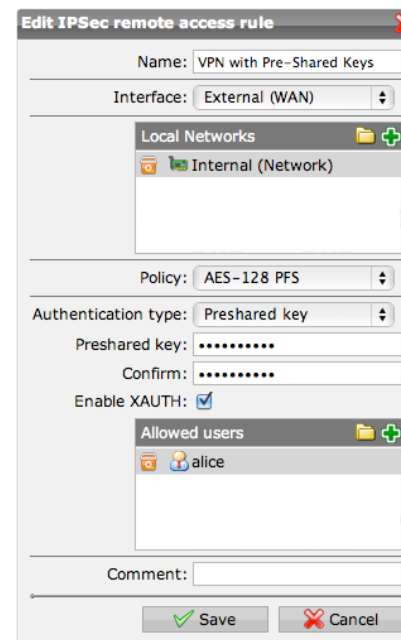 Edit IPSec remote access rule
Name: VPN with Pre-Shared Keys
Interface: External (WAN)
Local Networks
Internal (Network)
Policy: AES-128 PFS
Authentication type: Preshared key
Preshared key: ••••••••••
Confirm: ••••••••••
Enable XAUTH:
Allowed users
alice
Comment:
Save Cancel